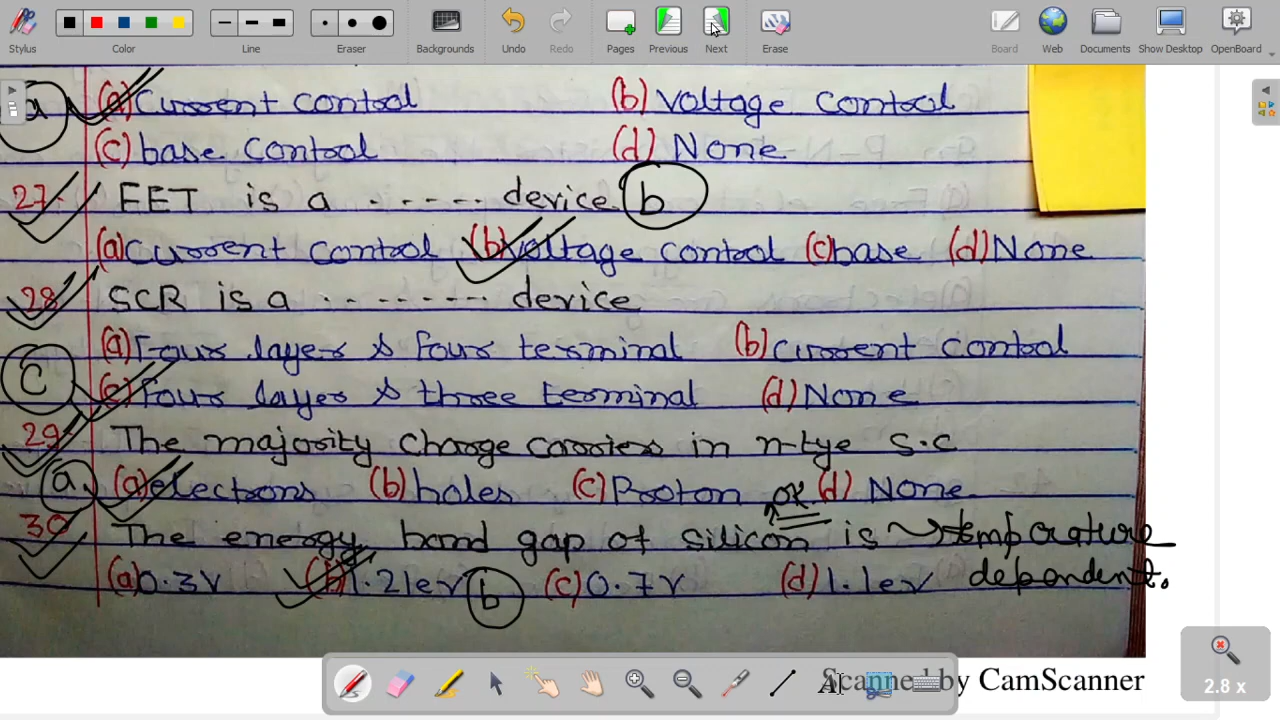 Stylus Color Line Eraser Backgrounds Undo Redo Pages Previous Next Erase Board Web Documents Show Desktop OpenBoard
a (a) Current control (b) Voltage control
(c) base control (d) None
27. FET is a ...... device b
(a) Current control (b) Voltage control (c) base (d) None
28. SCR is a ........ device
(a) Four layer & four terminal (b) Current control
C (c) Four layer & three terminal (d) None
29. The majority charge carriers in n-tye S.C
a. (a) electrons (b) holes (c) Proton (d) None
30 The energy band gap of silicon is temperature
(a) 0.3V (b) 1.21ev b (c) 0.7V (d) 1.1ev dependent.
Scanned by CamScanner
2.8 x